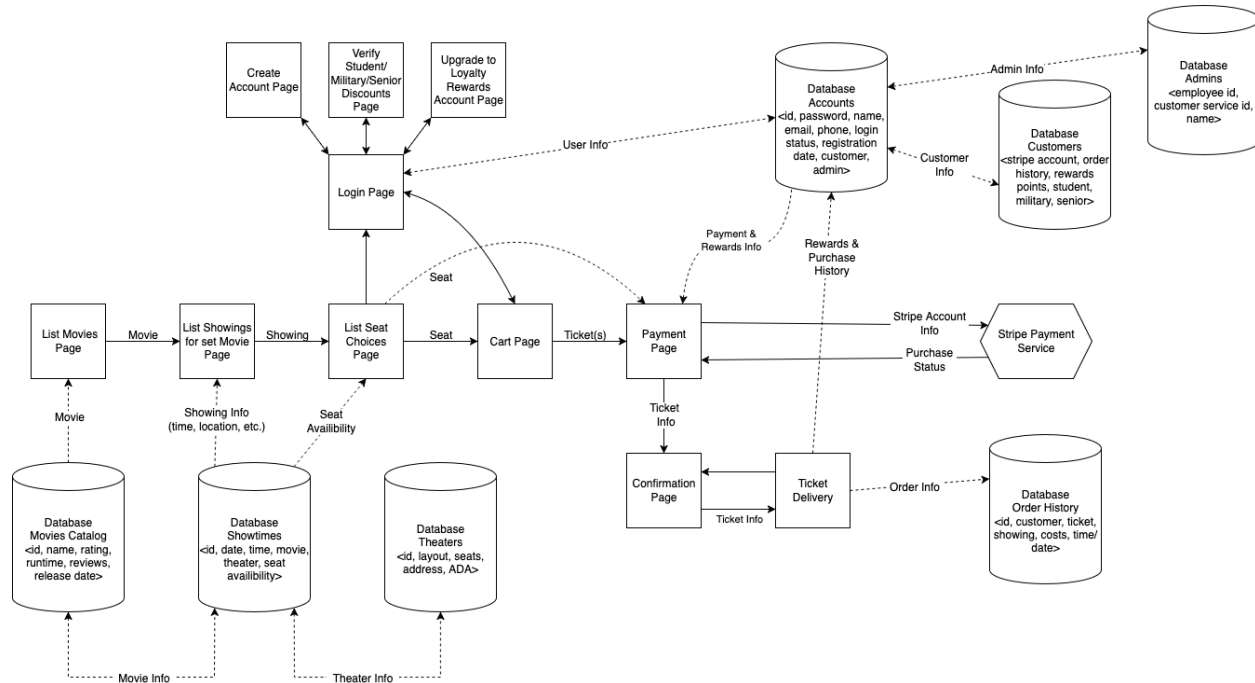 Create
Account Page
Verify
Student/
Military/Senior
Discounts
Page
Upgrade to
Loyalty
Rewards
Account Page
Database
Accounts
<id, password, name,
email, phone, login
status, registration
date, customer,
admin>
Admin Info
Database
Admins
<employee id,
customer service id,
name>
Database
Customers
<stripe account, order
history, rewards
points, student,
military, senior>
User Info
Customer
Info
Login Page
Payment &
Rewards Info
Rewards &
Purchase
History
Seat
List Movies
Page
Movie
List Showings
for set Movie
Page
Showing
List Seat
Choices
Page
Seat
Cart Page
Ticket(s)
Payment
Page
Stripe Account
Info
Purchase
Status
Stripe Payment
Service
Movie
Showing Info
(time, location, etc.)
Seat
Availibility
Ticket
Info
Confirmation
Page
Ticket Info
Ticket
Delivery
Order Info
Database
Order History
<id, customer, ticket,
showing, costs, time/
date>
Database
Movies Catalog
<id, name, rating,
runtime, reviews,
release date>
Database
Showtimes
<id, date, time, movie,
theater, seat
availibility>
Database
Theaters
<id, layout, seats,
address, ADA>
Movie Info
Theater Info